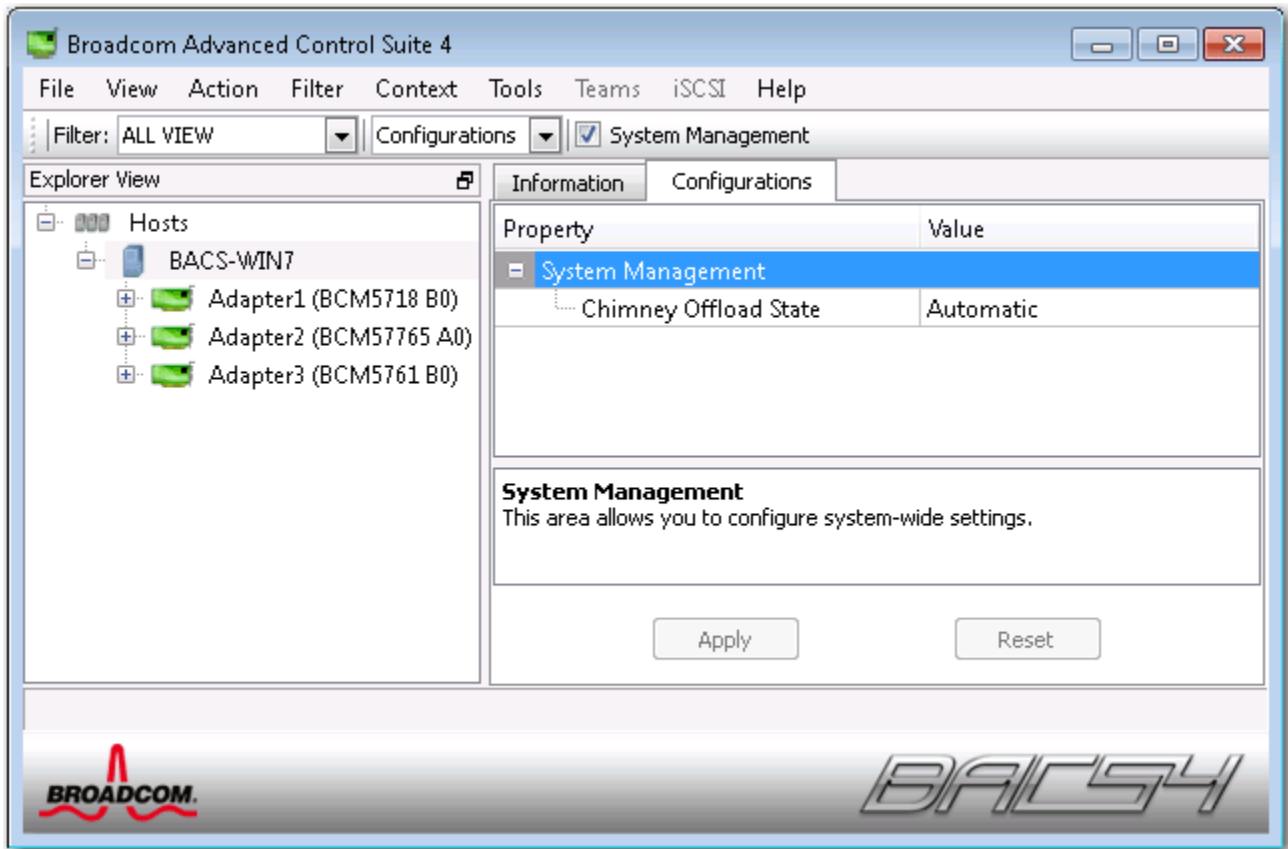 Broadcom Advanced Control Suite 4
File View Action Filter Context Tools Teams iSCSI Help
Filter: ALL VIEW Configurations System Management
Explorer View
Information Configurations
Hosts
BACS-WIN7
Adapter1 (BCM5718 B0)
Adapter2 (BCM57765 A0)
Adapter3 (BCM5761 B0)
Property Value
System Management
Chimney Offload State Automatic
System Management
This area allows you to configure system-wide settings.
Apply Reset
BROADCOM.
BACS4